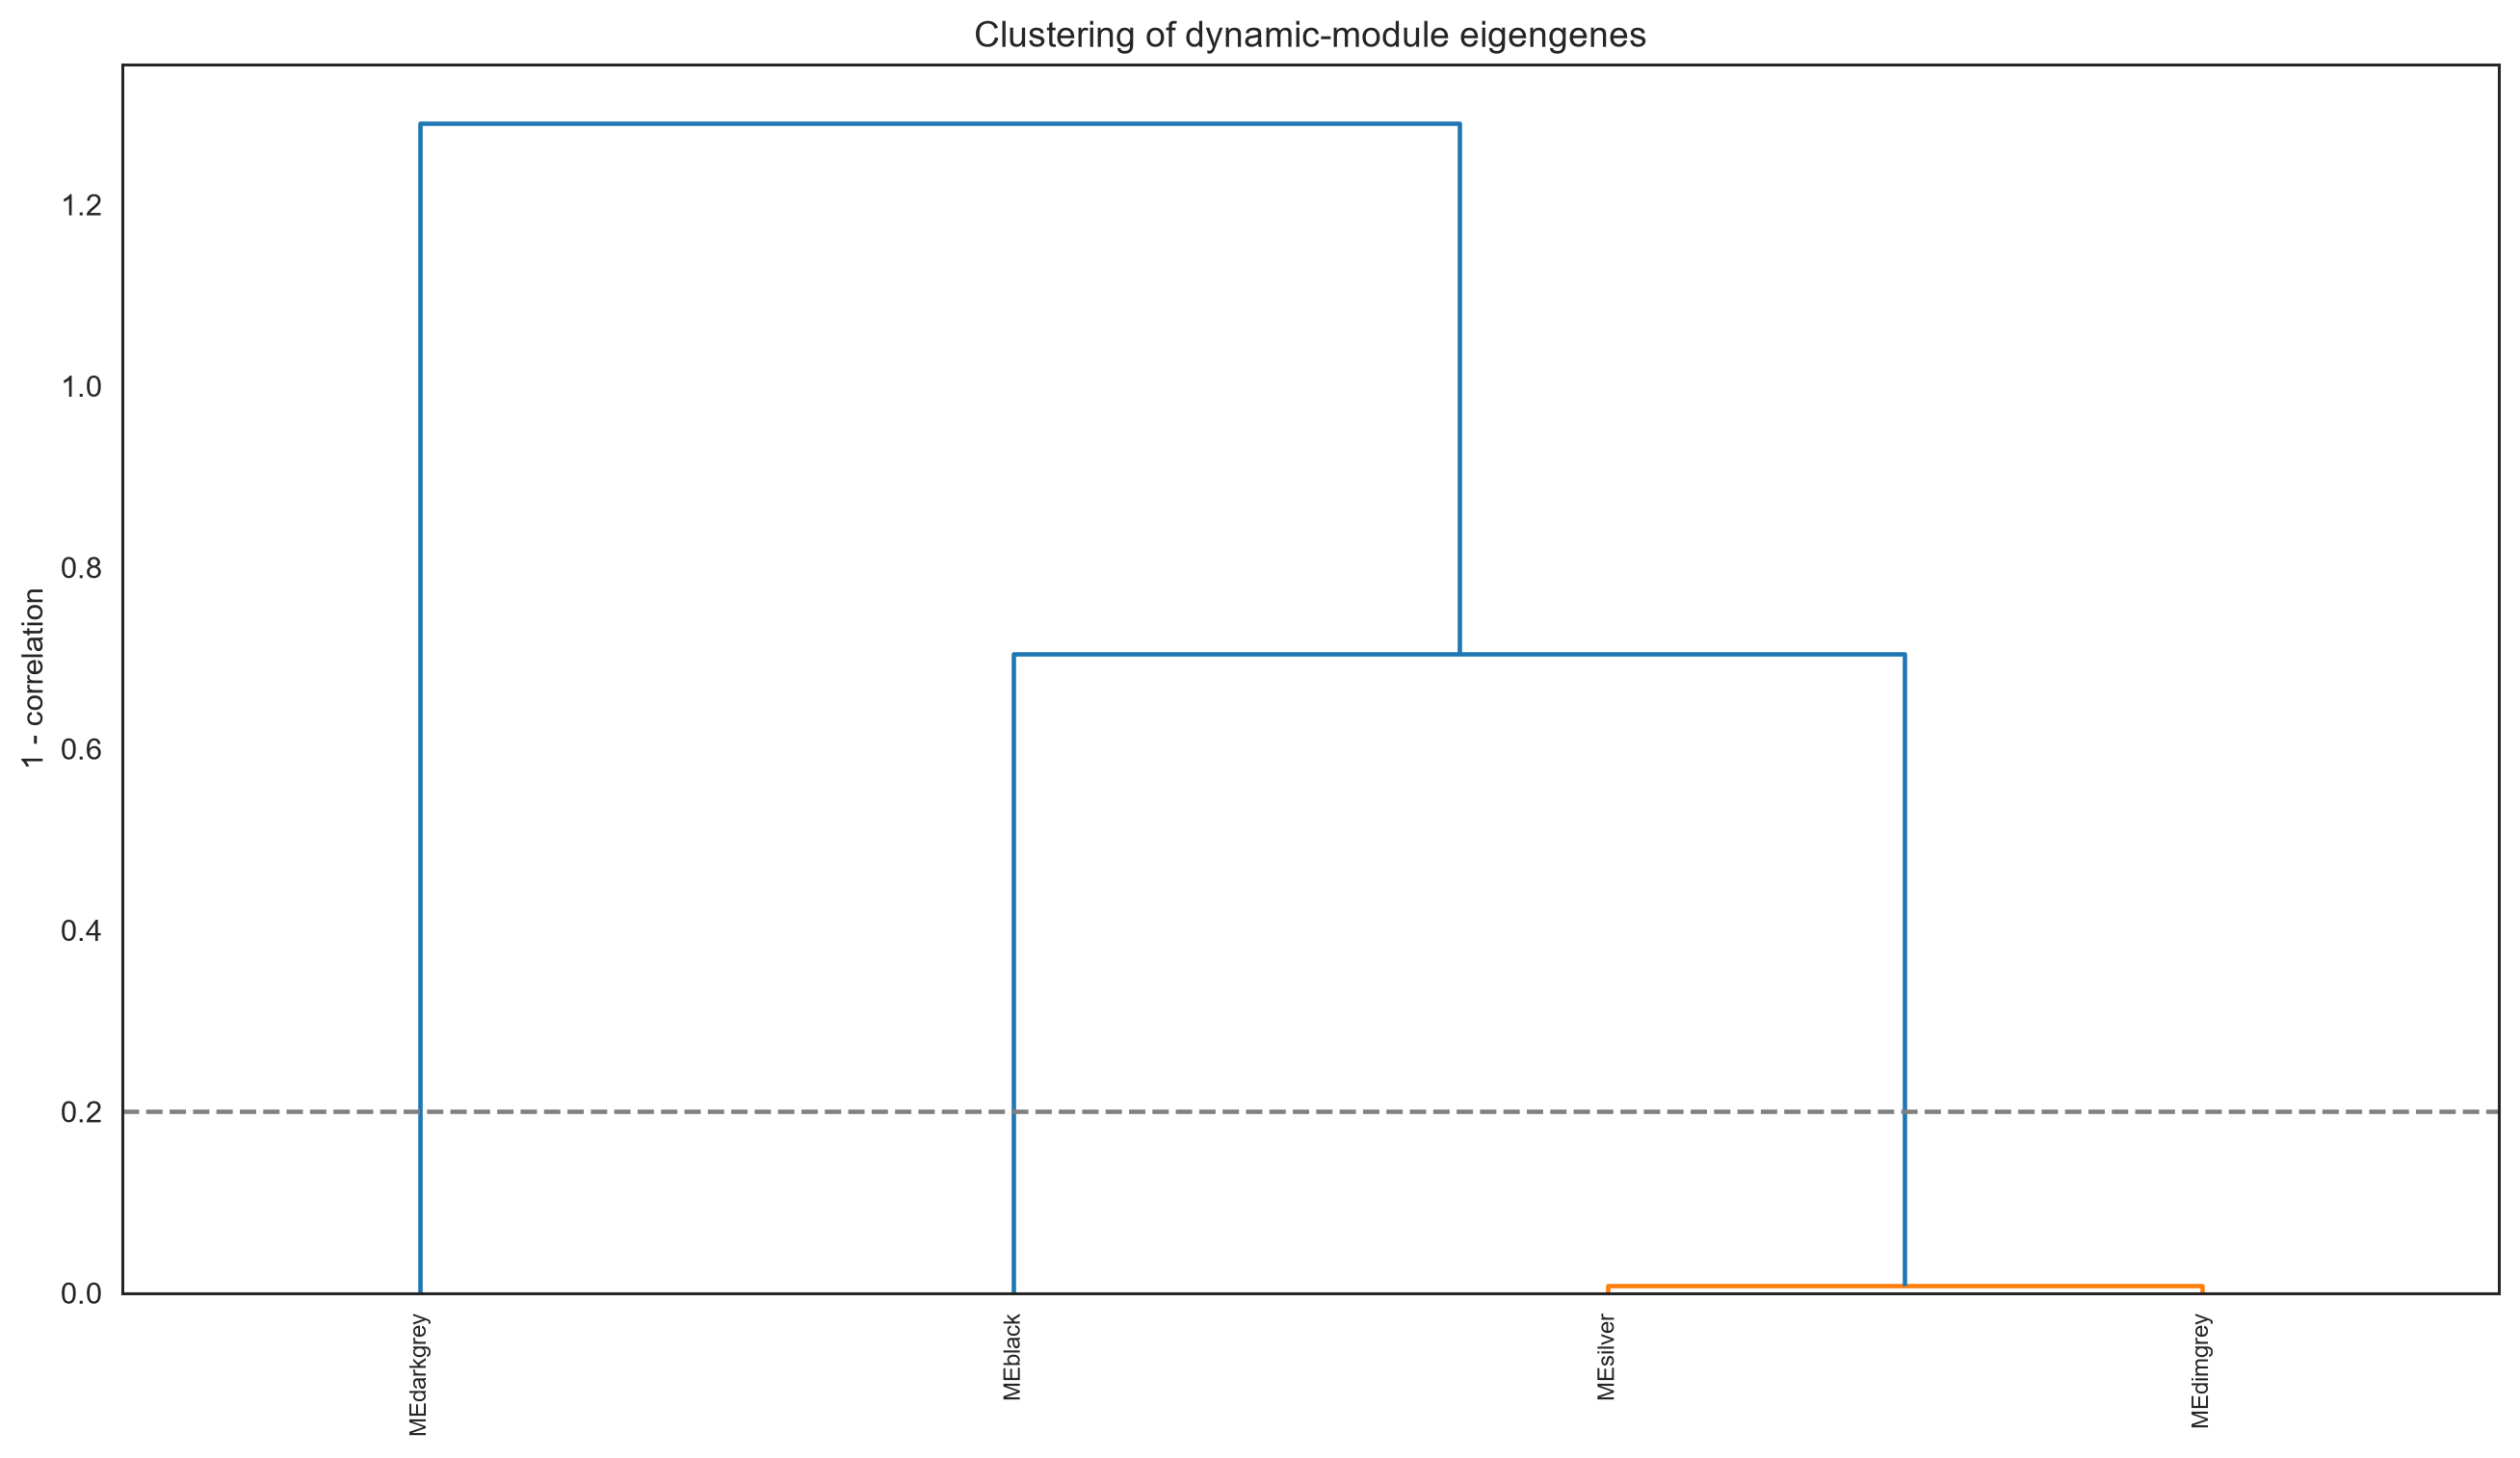 Clustering of dynamic-module eigengenes
1 - correlation
1.2
1.0
0.8
0.6
0.4
0.2
0.0
MEdarkgrey
MEblack
MEsilver
MEdimgrey